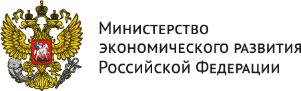 Министерство
экономического развития
Российской Федерации